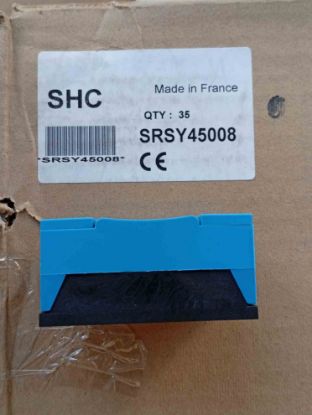 SHC
Made in France
QTY : 35
SRSY45008
*SRSY45008*
CE